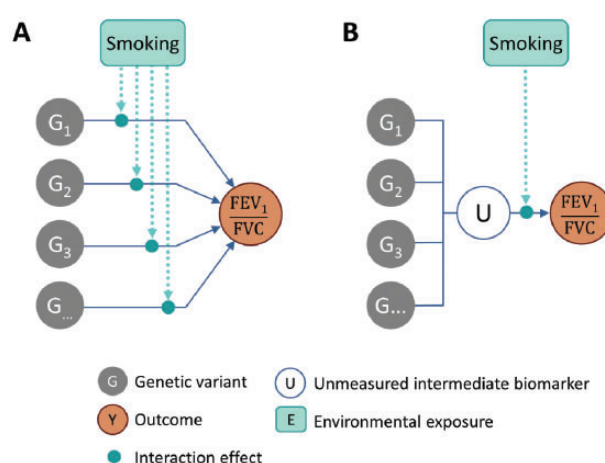 A
Smoking
G1
G2
G3
G...
FEV1
FVC
B
Smoking
G1
G2
G3
G...
U
FEV1
FVC
G Genetic variant
U Unmeasured intermediate biomarker
Y Outcome
E Environmental exposure
Interaction effect